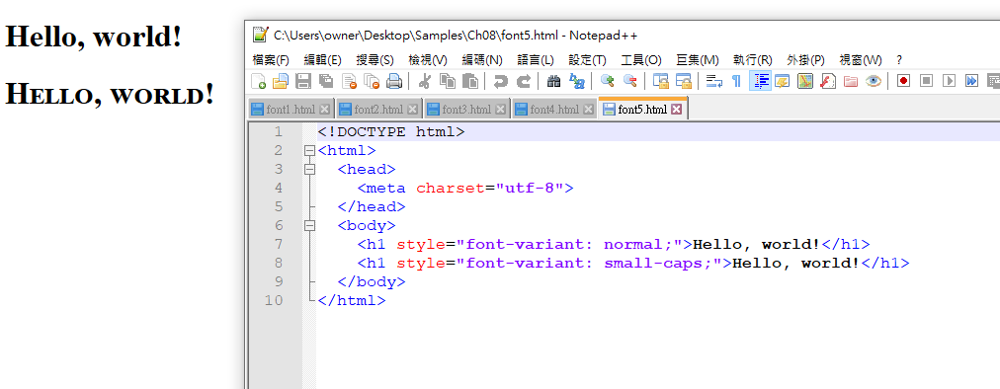 Hello, world!
Hello, world!
C:\Users\owner\Desktop\Samples\Ch08\font5.html - Notepad++
檔案(F) 編輯(E) 搜尋(S) 檢視(V) 編碼(N) 語言(L) 設定(T) 工具(O) 巨集(M) 執行(R) 外掛(P) 視窗(W) ?
font1.html font2.html font3.html font4.html font5.html
1 <!DOCTYPE html>
2 <html>
3 <head>
4 <meta charset="utf-8">
5 </head>
6 <body>
7 <h1 style="font-variant: normal;">Hello, world!</h1>
8 <h1 style="font-variant: small-caps;">Hello, world!</h1>
9 </body>
10 </html>